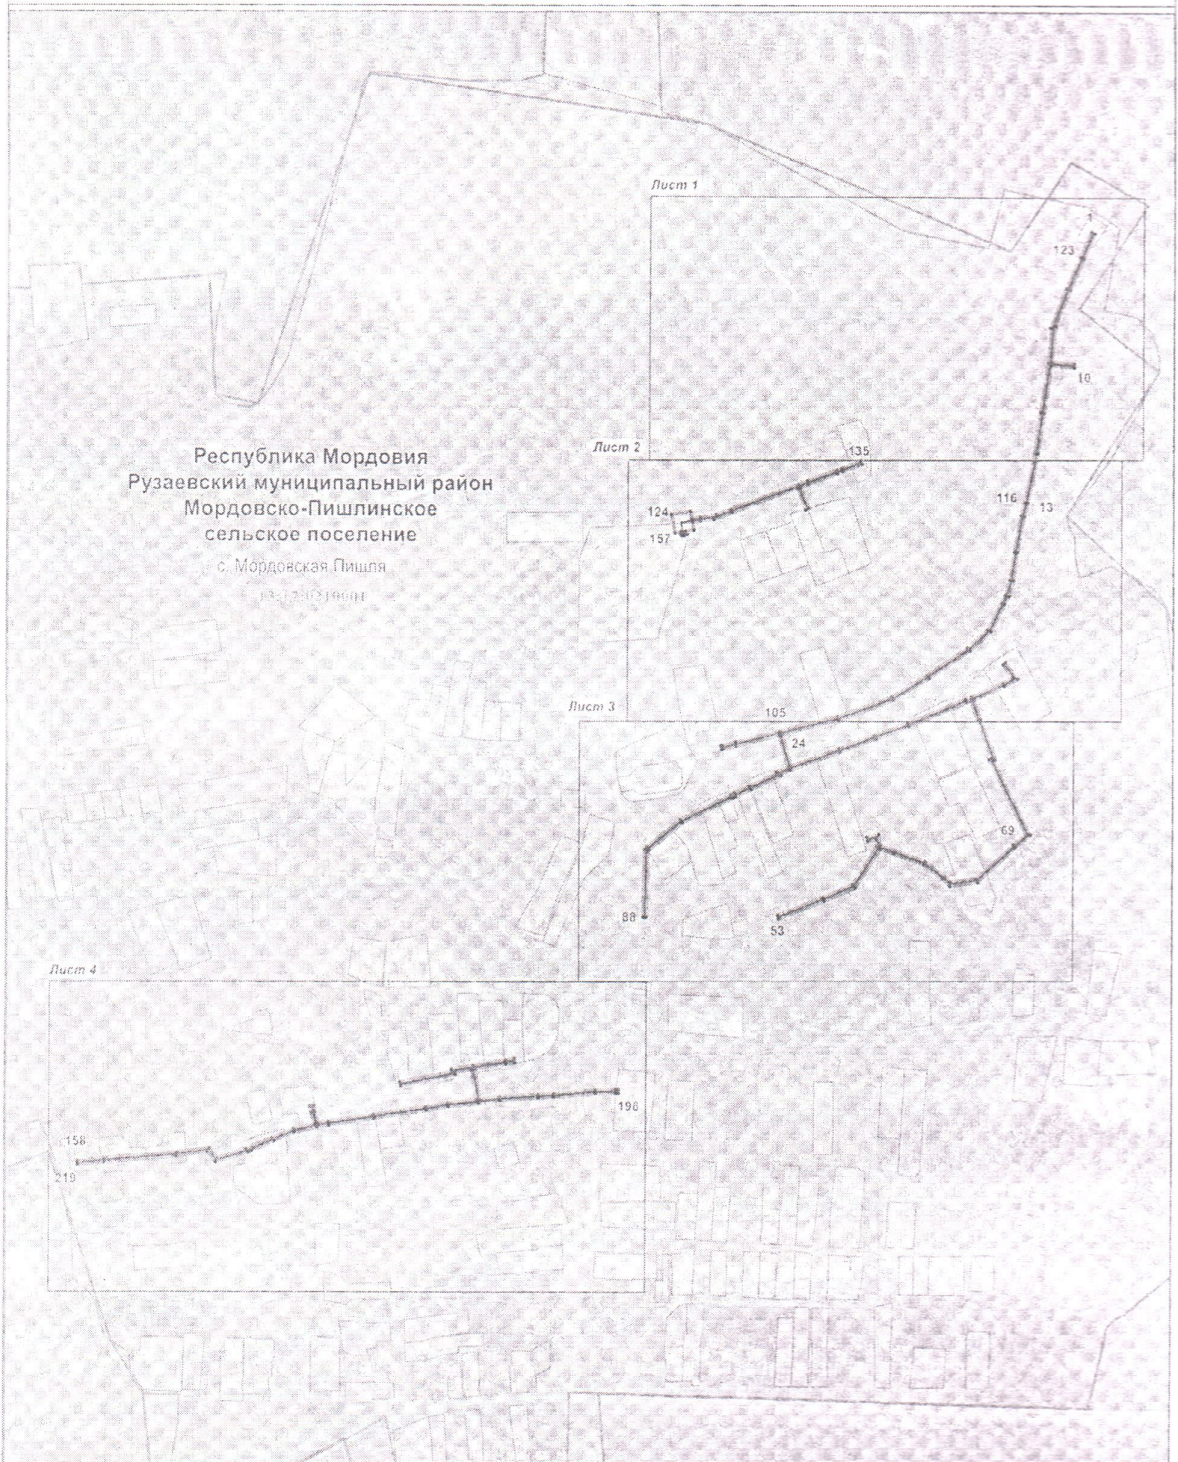 Лист 1
1
123
10
Лист 2
135
Республика Мордовия
Рузаевский муниципальный район
Мордовско-Пишлинское
сельское поселение
с. Мордовская Пишля
116
13
124
157
Лист 3
105
24
69
88
53
Лист 4
198
158
219